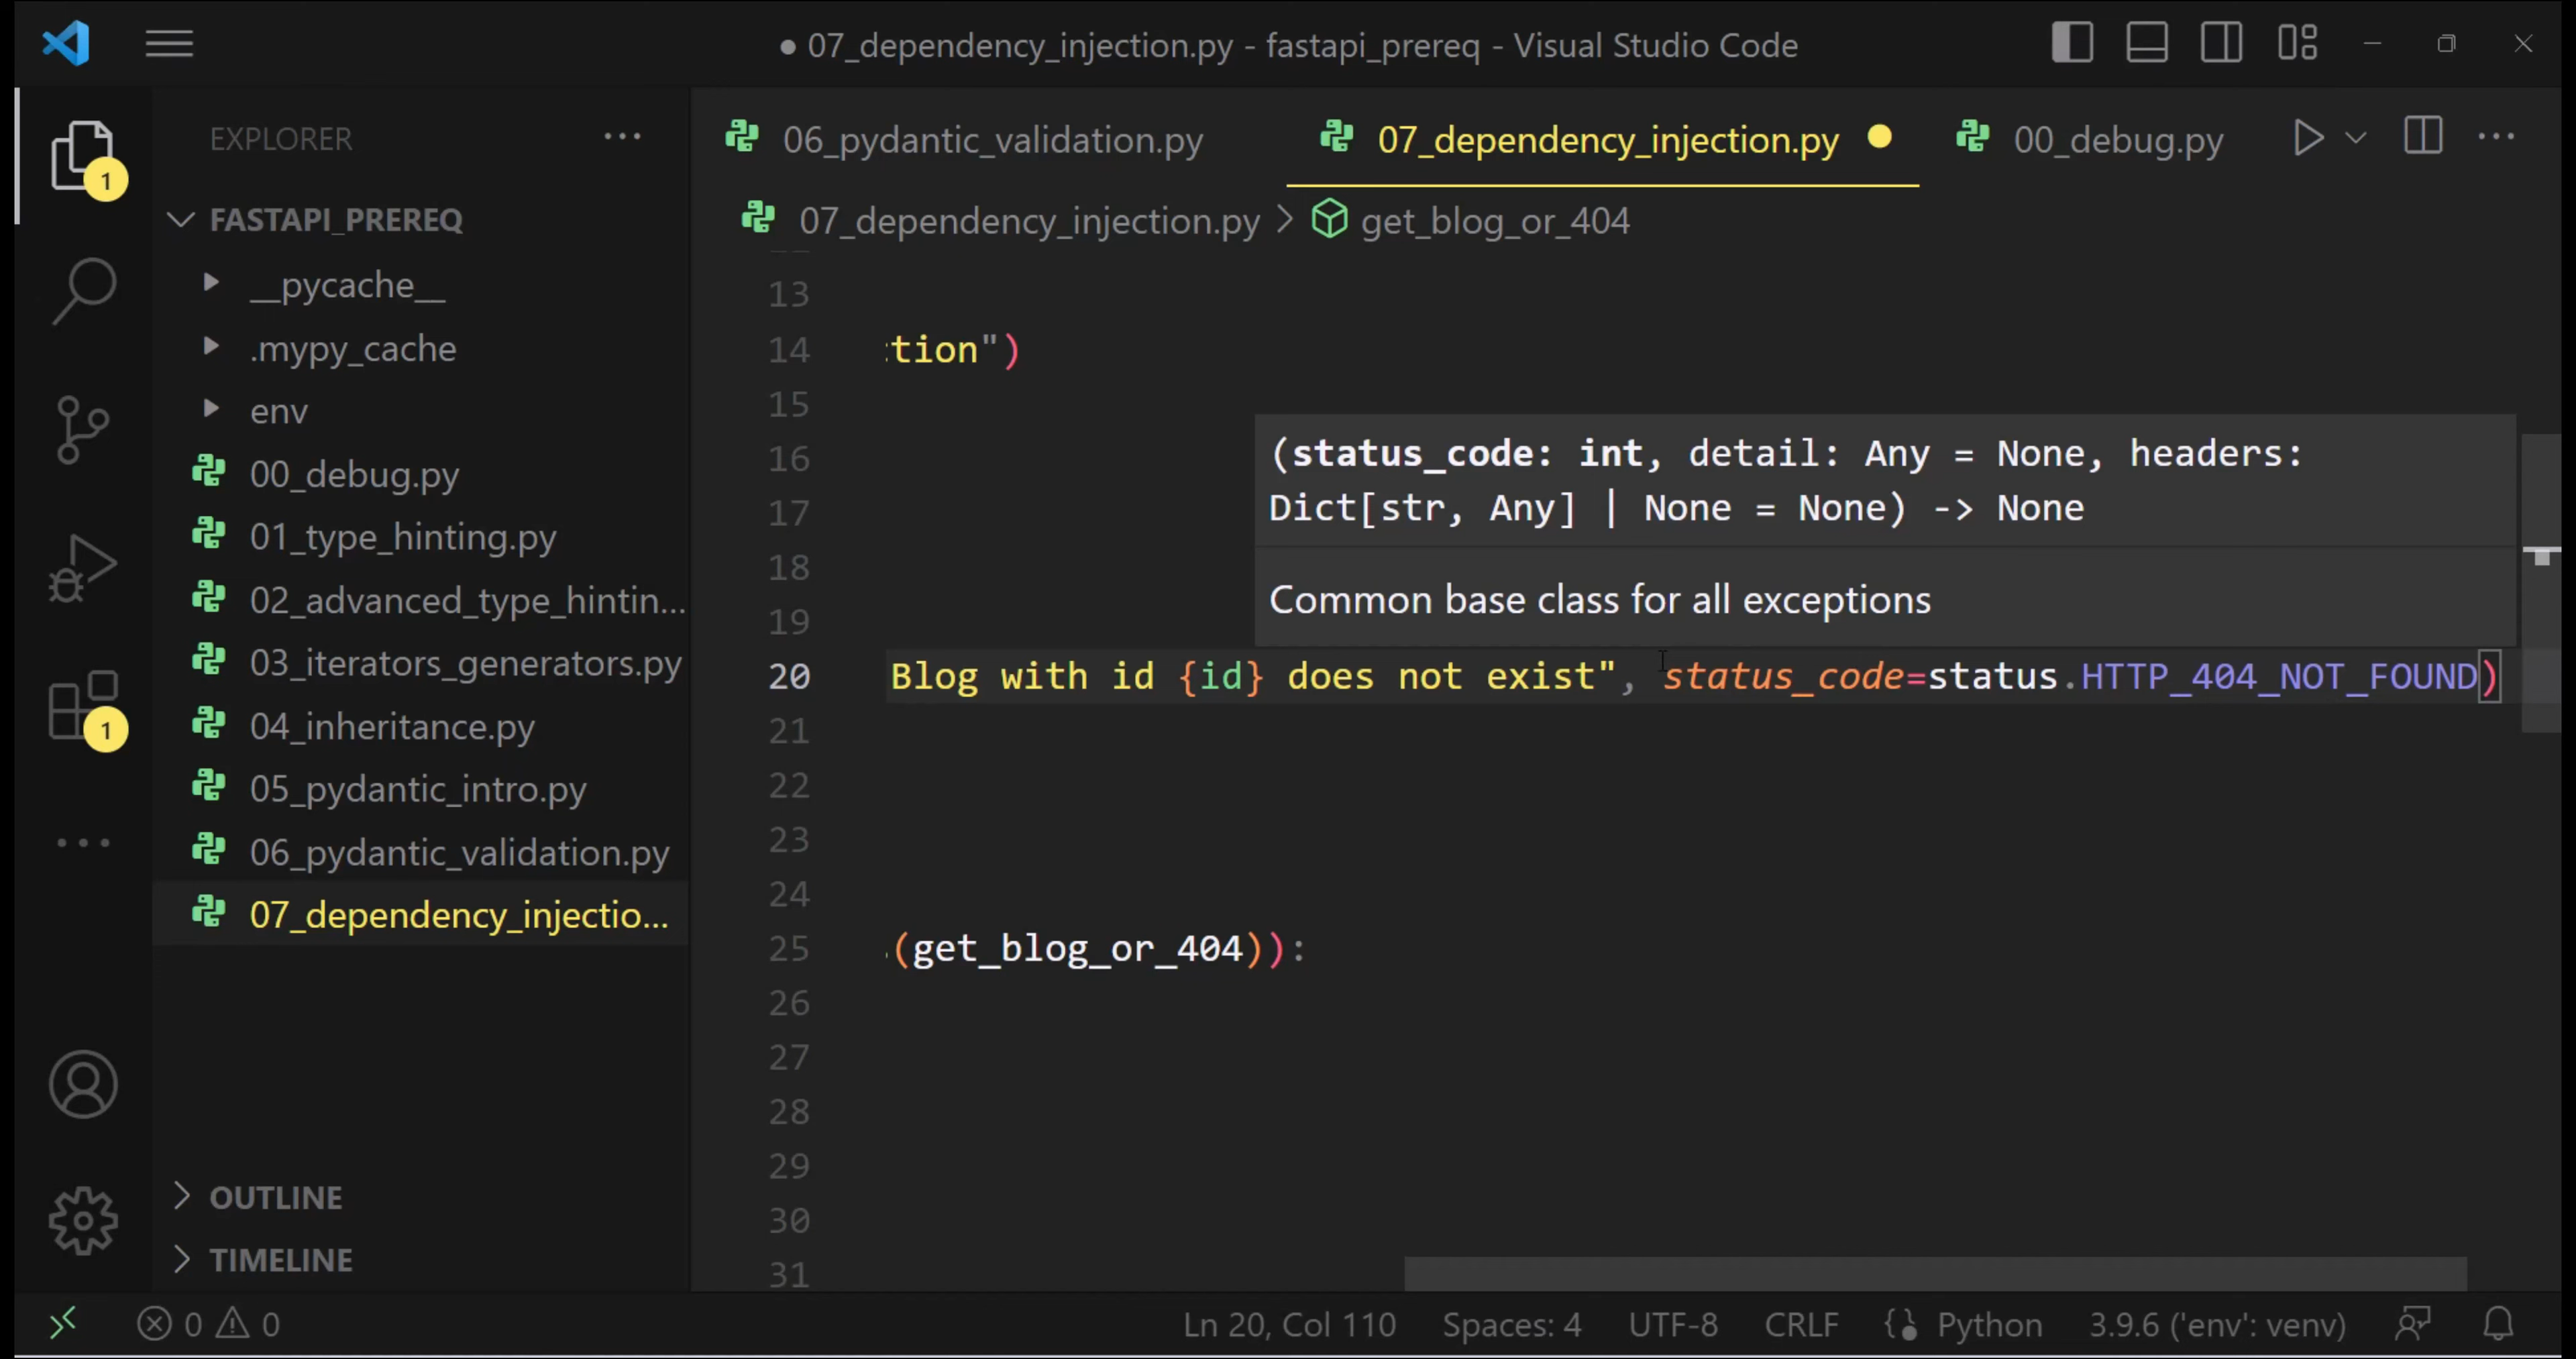 ● 07_dependency_injection.py - fastapi_prereq - Visual Studio Code
EXPLORER
1
FASTAPI_PREREQ
__pycache__
.mypy_cache
env
00_debug.py
01_type_hinting.py
02_advanced_type_hintin...
03_iterators_generators.py
04_inheritance.py
05_pydantic_intro.py
06_pydantic_validation.py
07_dependency_injectio...
1
OUTLINE
TIMELINE
06_pydantic_validation.py
07_dependency_injection.py
00_debug.py
07_dependency_injection.py > get_blog_or_404
13
14 tion")
15
16
17
18
19
(status_code: int, detail: Any = None, headers:
Dict[str, Any] | None = None) -> None
Common base class for all exceptions
20 Blog with id {id} does not exist", status_code=status.HTTP_404_NOT_FOUND)
21
22
23
24
25 (get_blog_or_404)):
26
27
28
29
30
31
0 0 Ln 20, Col 110 Spaces: 4 UTF-8 CRLF Python 3.9.6 ('env': venv)